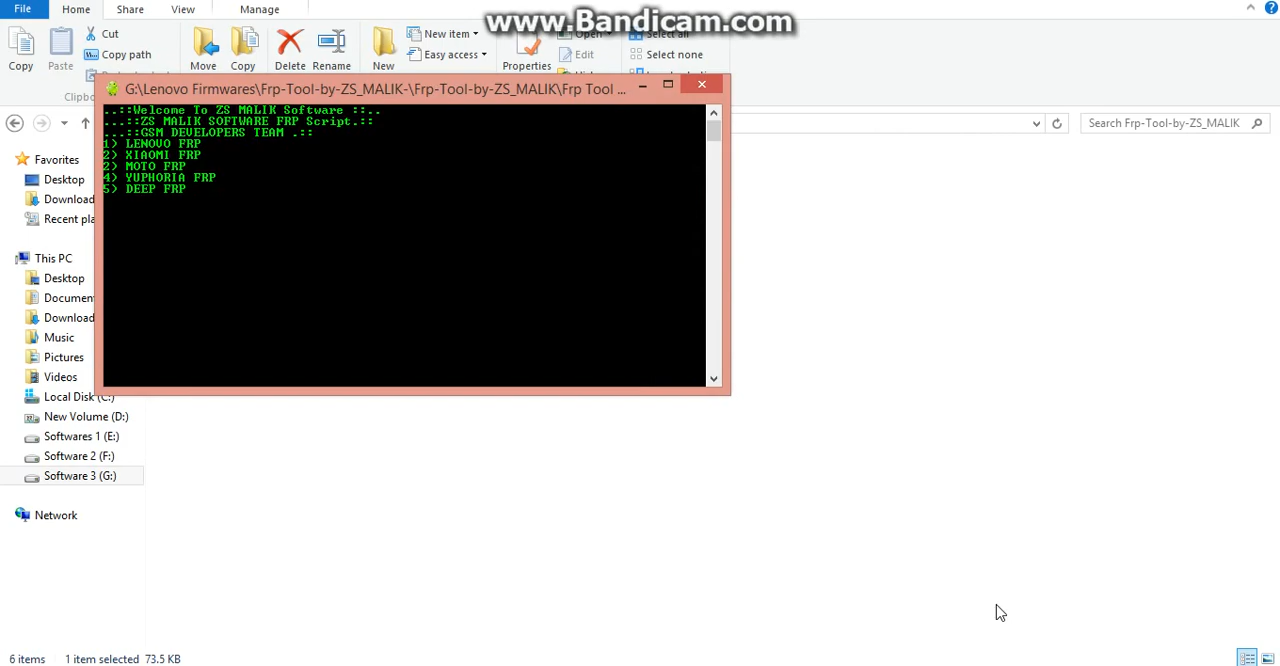 File
Home
Share
View
Manage
www.Bandicam.com
Copy
Paste
Cut
Copy path
Move
Copy
Delete
Rename
New
New item
Easy access
Properties
Open
Edit
Select all
Select none
G:\Lenovo Firmwares\Frp-Tool-by-ZS_MALIK-\Frp-Tool-by-ZS_MALIK\Frp Tool ...
..::Welcome To ZS MALIK Software ::..
...::ZS MALIK SOFTWARE FRP Script.::
...::GSM DEVELOPERS TEAM .::
1) LENOVO FRP
2) XIAOMI FRP
2) MOTO FRP
4) YUPHORIA FRP
5) DEEP FRP
Search Frp-Tool-by-ZS_MALIK
Favorites
Desktop
Download
Recent pla
This PC
Desktop
Document
Download
Music
Pictures
Videos
Local Disk (C:)
New Volume (D:)
Softwares 1 (E:)
Software 2 (F:)
Software 3 (G:)
Network
6 items
1 item selected 73.5 KB